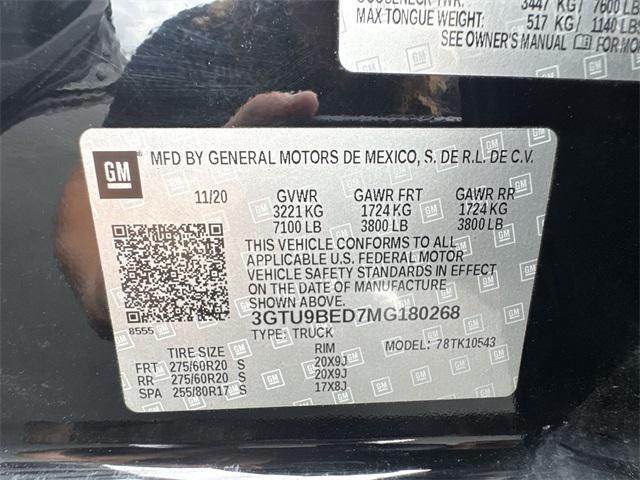 3447 KG / 7600 LB
MAX TONGUE WEIGHT: 517 KG / 1140 LB
SEE OWNER'S MANUAL FOR MO
GM MFD BY GENERAL MOTORS DE MEXICO, S. DE R.L. DE C.V.
11/20 GVWR GAWR FRT GAWR RR
3221 KG 1724 KG 1724 KG
7100 LB 3800 LB 3800 LB
THIS VEHICLE CONFORMS TO ALL
APPLICABLE U.S. FEDERAL MOTOR
VEHICLE SAFETY STANDARDS IN EFFECT
ON THE DATE OF MANUFACTURE
SHOWN ABOVE.
3GTU9BED7MG180268
8555 TYPE: TRUCK
MODEL: 78TK10543
TIRE SIZE RIM
FRT 275/60R20 S 20X9J
RR 275/60R20 S 20X9J
SPA 255/80R17 S 17X8J